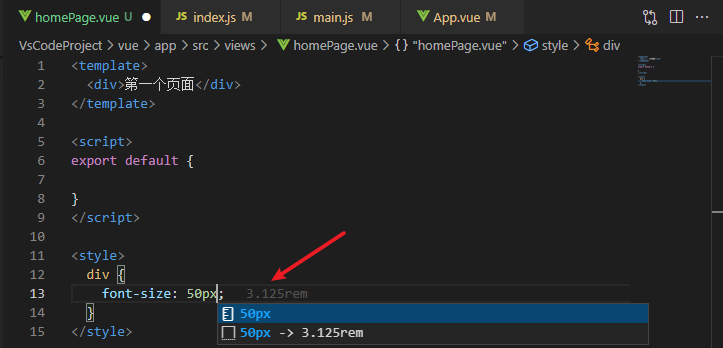 homePage.vue U index.js M main.js M App.vue M
VsCodeProject > vue > app > src > views > homePage.vue > {} "homePage.vue" > style > div
1 <template>
2 <div>第一个页面</div>
3 </template>
4
5 <script>
6 export default {
7
8 }
9 </script>
10
11 <style>
12 div {
13 font-size: 50px; 3.125rem
14 }
50px
50px -> 3.125rem
15 </style>